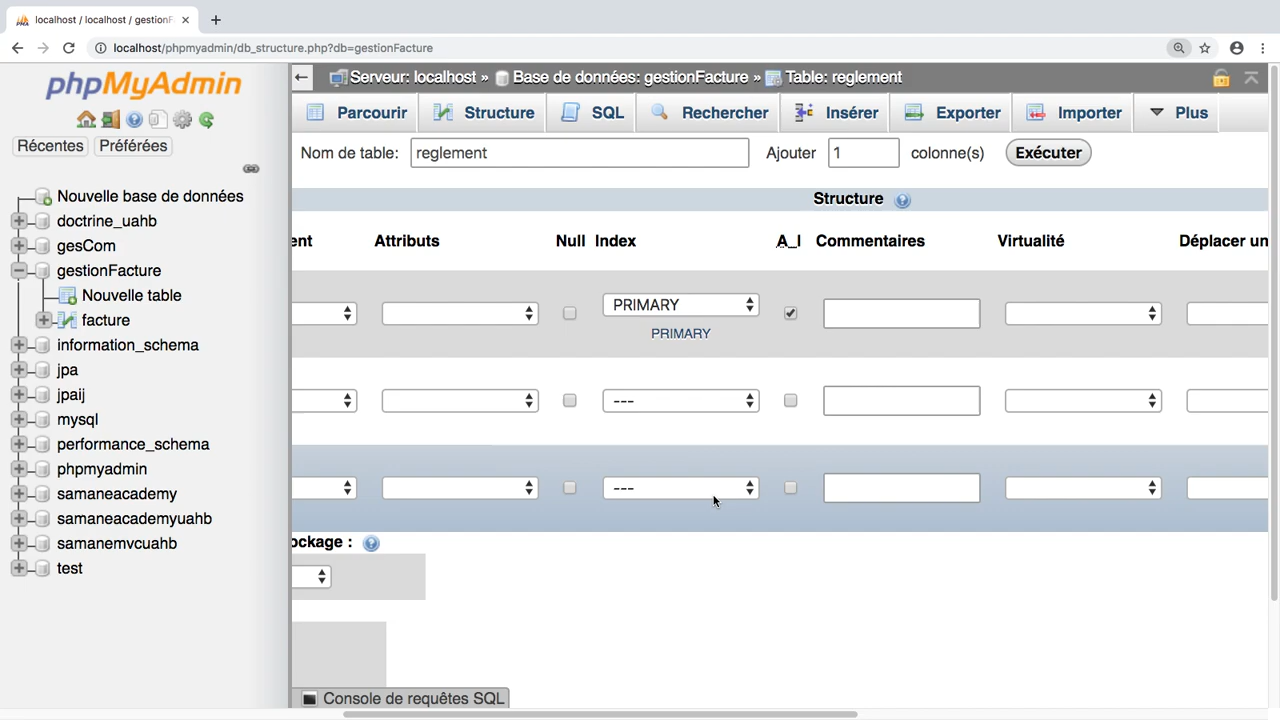 localhost / localhost / gestionF
localhost/phpmyadmin/db_structure.php?db=gestionFacture
phpMyAdmin
Récentes Préférées
Nouvelle base de données
doctrine_uahb
gesCom
gestionFacture
Nouvelle table
facture
information_schema
jpa
jpaij
mysql
performance_schema
phpmyadmin
samaneacademy
samaneacademyuahb
samanemvcuahb
test
Serveur: localhost » Base de données: gestionFacture » Table: reglement
Parcourir Structure SQL Rechercher Insérer Exporter Importer Plus
Nom de table: reglement Ajouter 1 colonne(s) Exécuter
Structure
ent Attributs Null Index A_I Commentaires Virtualité Déplacer un
PRIMARY
PRIMARY
---
---
ockage :
Console de requêtes SQL